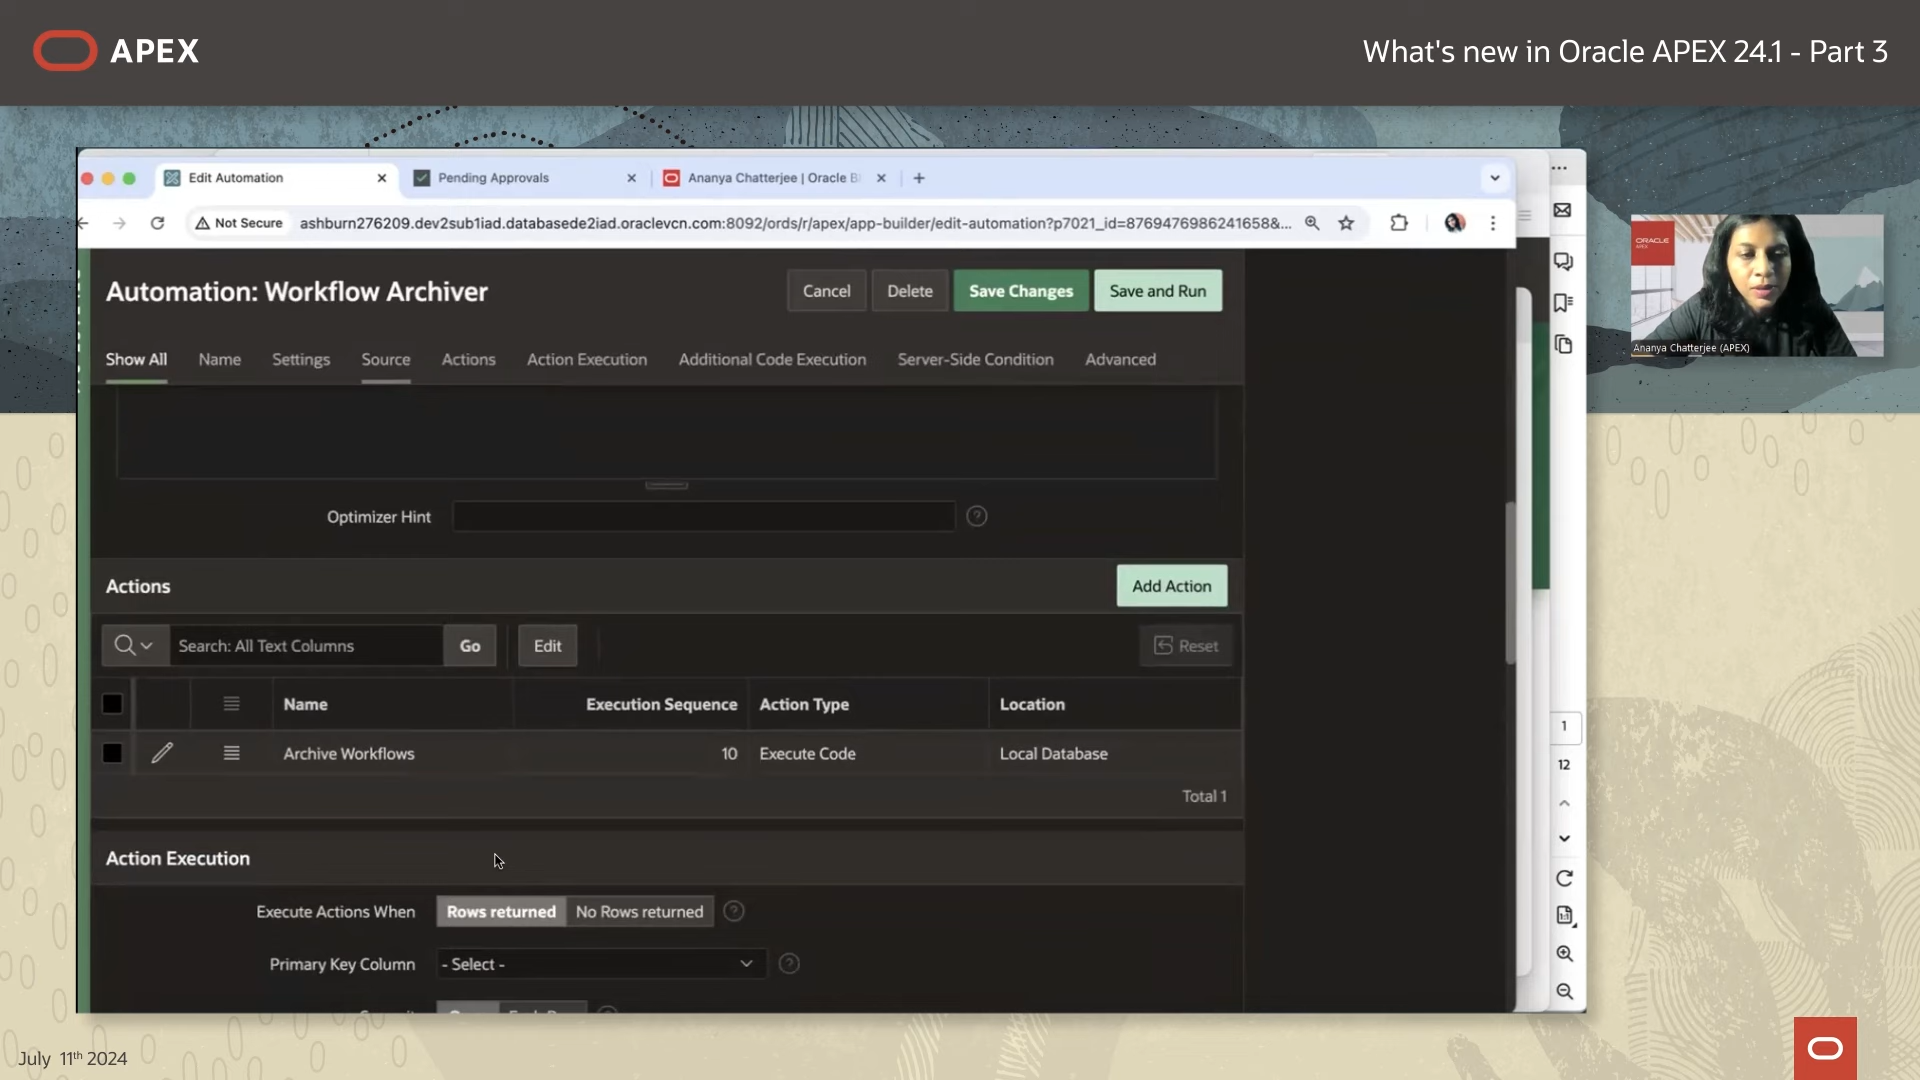 APEX
What's new in Oracle APEX 24.1 - Part 3
Edit Automation
Pending Approvals
Ananya Chatterjee | Oracle B
Not Secure
ashburn276209.dev2sub1iad.databasede2iad.oraclevcn.com:8092/ords/r/apex/app-builder/edit-automation?p7021_id=8769476986241658&...
Automation: Workflow Archiver
Cancel
Delete
Save Changes
Save and Run
Show All
Name
Settings
Source
Actions
Action Execution
Additional Code Execution
Server-Side Condition
Advanced
ORACLE
APEX
Ananya Chatterjee (APEX)
Optimizer Hint
Actions
Add Action
Search: All Text Columns
Go
Edit
Reset
Name
Execution Sequence
Action Type
Location
Archive Workflows
10
Execute Code
Local Database
Total 1
1
12
Action Execution
Execute Actions When
Rows returned
No Rows returned
Primary Key Column
- Select -
July 11th 2024